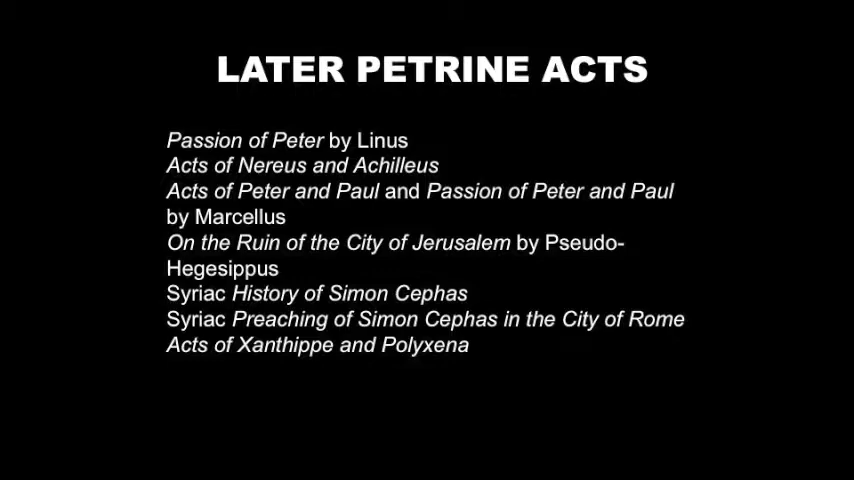 LATER PETRINE ACTS
Passion of Peter by Linus
Acts of Nereus and Achilleus
Acts of Peter and Paul and Passion of Peter and Paul
by Marcellus
On the Ruin of the City of Jerusalem by Pseudo-
Hegesippus
Syriac History of Simon Cephas
Syriac Preaching of Simon Cephas in the City of Rome
Acts of Xanthippe and Polyxena